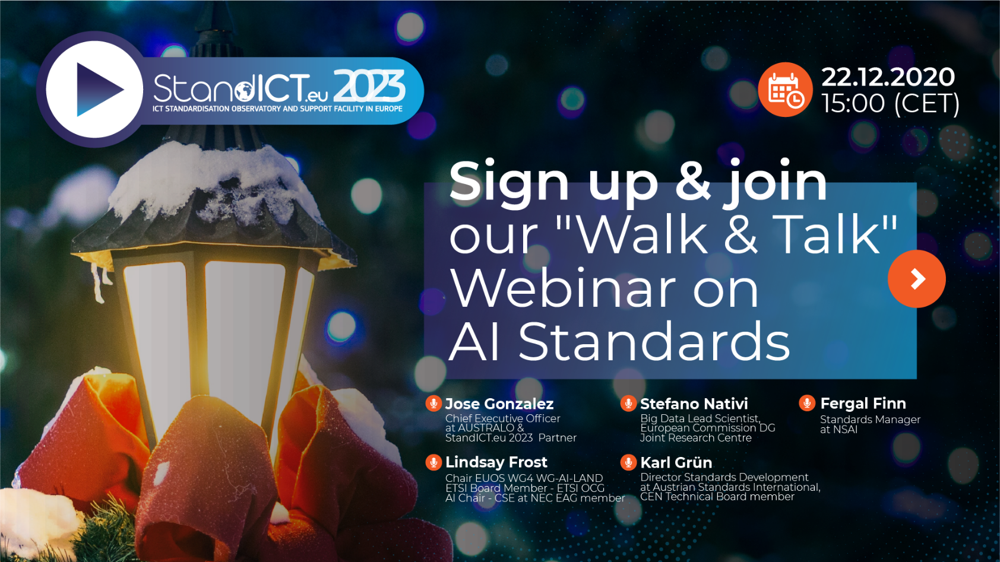 StandICT.eu 2023
ICT STANDARDISATION OBSERVATORY AND SUPPORT FACILITY IN EUROPE
22.12.2020
15:00 (CET)
Sign up & join
our "Walk & Talk"
Webinar on
AI Standards
Jose Gonzalez
Chief Executive Officer
at AUSTRALO &
StandICT.eu 2023 Partner
Stefano Nativi
Big Data Lead Scientist,
European Commission DG
Joint Research Centre
Fergal Finn
Standards Manager
at NSAI
Lindsay Frost
Chair EUOS WG4 WG-AI-LAND
ETSI Board Member - ETSI OCG
AI Chair - CSE at NEC EAG member
Karl Grün
Director Standards Development
at Austrian Standards International,
CEN Technical Board member